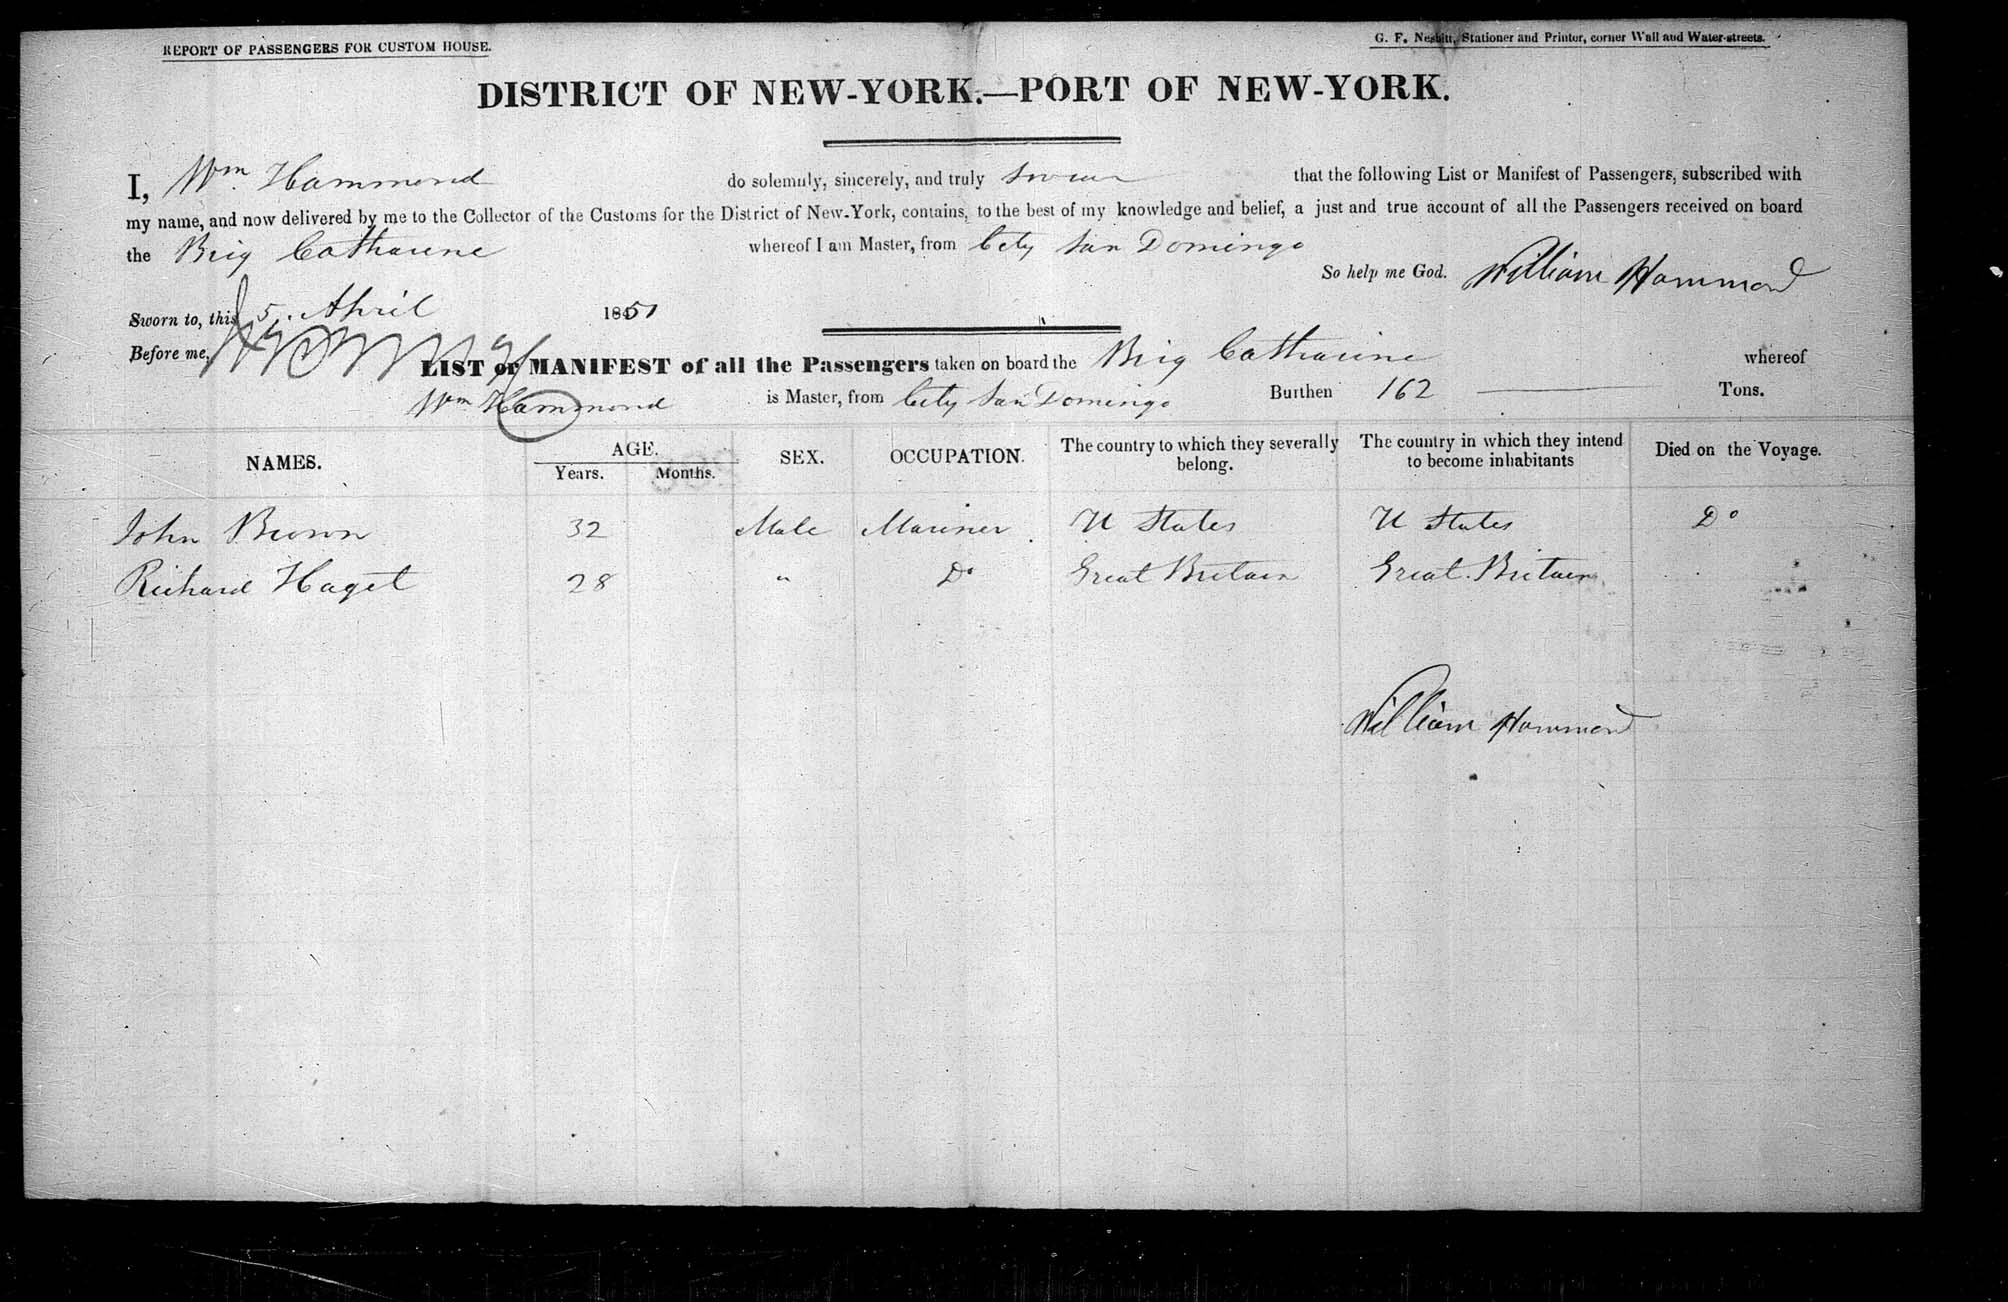 REPORT OF PASSENGERS FOR CUSTOM HOUSE.
G. F. Nesbitt, Stationer and Printer, corner Wall and Water-streets.
DISTRICT OF NEW-YORK.—PORT OF NEW-YORK.
I, Wm. Hammond do solemnly, sincerely, and truly swear that the following List or Manifest of Passengers, subscribed with
my name, and now delivered by me to the Collector of the Customs for the District of New-York, contains, to the best of my knowledge and belief, a just and true account of all the Passengers received on board
the Brig Catharine whereof I am Master, from City San Domingo
So help me God. William Hammond
Sworn to, this 5. April 1851
Before me,
LIST or MANIFEST of all the Passengers taken on board the Brig Catharine whereof
Wm Hammond is Master, from City San Domingo Burthen 162 Tons.
NAMES. AGE. Years. Months. SEX. OCCUPATION. The country to which they severally belong. The country in which they intend to become inhabitants Died on the Voyage.
John Brown 32 Male Mariner U States U States Do
Richard Haget 28 " Do Great Britain Great Britain
William Hammond